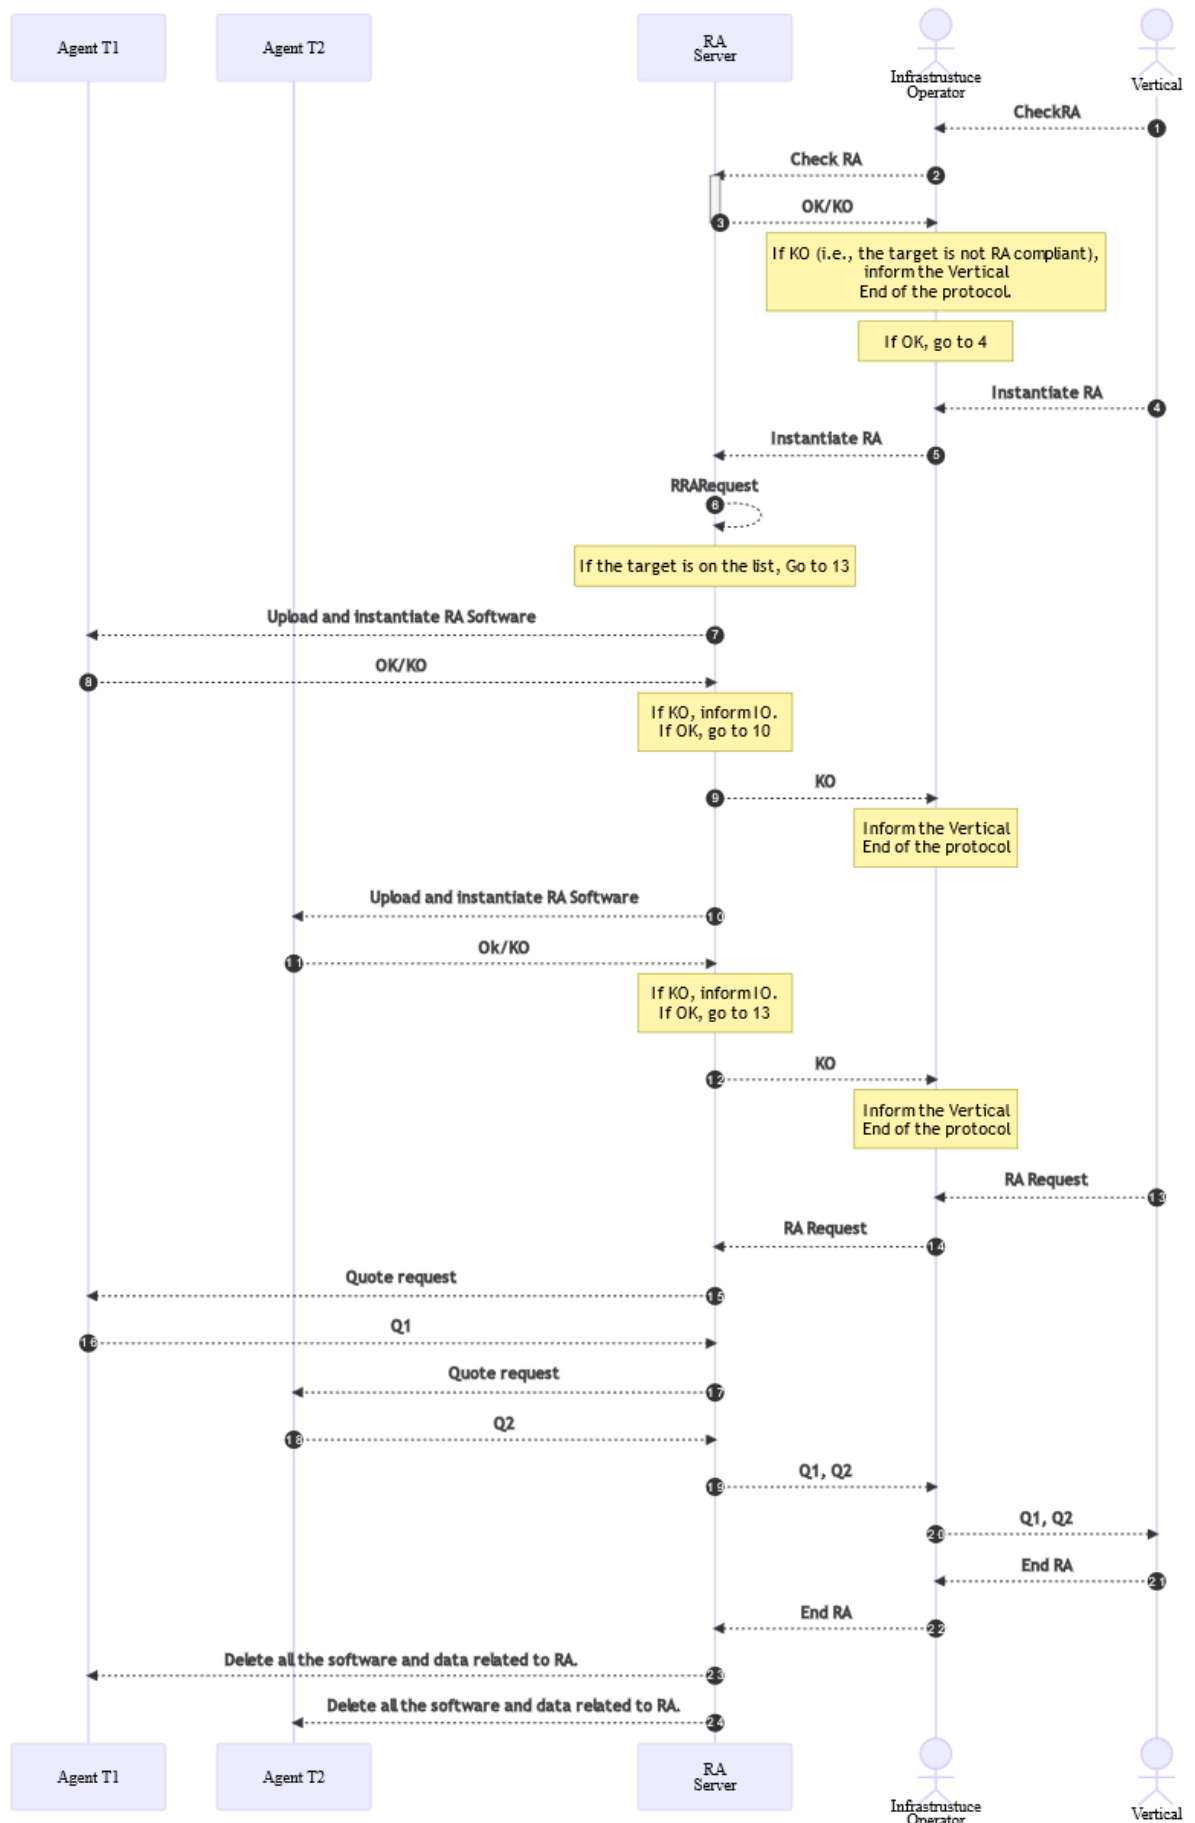 Agent T1
Agent T2
RA
Server
Infrastrustuce
Operator
Vertical
CheckRA
1
Check RA
2
OK/KO
3
If KO (i.e., the target is not RA compliant),
inform the Vertical
End of the protocol.
If OK, go to 4
Instantiate RA
4
Instantiate RA
5
RRARequest
6
If the target is on the list, Go to 13
Upload and instantiate RA Software
7
OK/KO
8
If KO, inform IO.
If OK, go to 10
KO
9
Inform the Vertical
End of the protocol
Upload and instantiate RA Software
10
Ok/KO
11
If KO, inform IO.
If OK, go to 13
KO
12
Inform the Vertical
End of the protocol
RA Request
13
RA Request
14
Quote request
15
Q1
16
Quote request
17
Q2
18
Q1, Q2
19
Q1, Q2
20
End RA
21
End RA
22
Delete all the software and data related to RA.
23
Delete all the software and data related to RA.
24
Agent T1
Agent T2
RA
Server
Infrastrustuce
Operator
Vertical